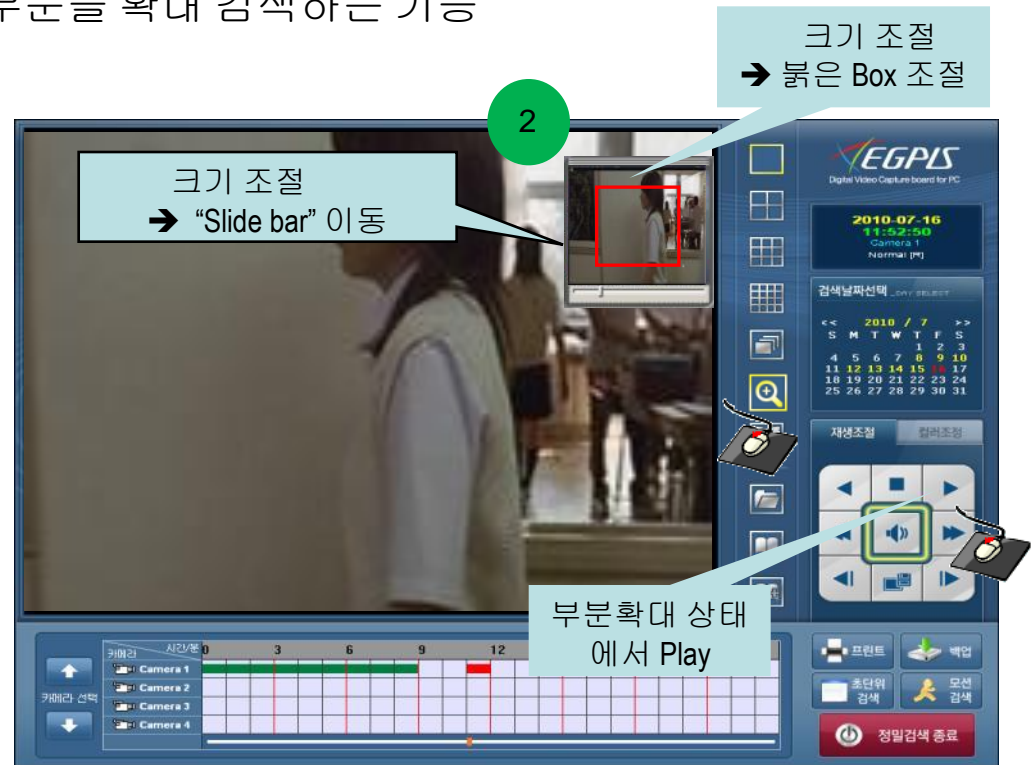 부분을 확대 검색하는 기능
크기 조절
➔ 붉은 Box 조절
2
크기 조절
➔ “Slide bar” 이동
EGPIS
Digital Video Capture board for PC
2010-07-16
11:52:50
Camera 1
Normal [R]
검색날짜선택 _DAY SELECT
<< 2010 / 7 >>
S M T W T F S
1 2 3
4 5 6 7 8 9 10
11 12 13 14 15 16 17
18 19 20 21 22 23 24
25 26 27 28 29 30 31
재생조절 컬러조정
부분확대 상태
에서 Play
카메라 시간/분 0 3 6 9 12
Camera 1
Camera 2
Camera 3
Camera 4
카메라 선택
프린트 백업
초단위 검색
모션 검색
정밀검색 종료